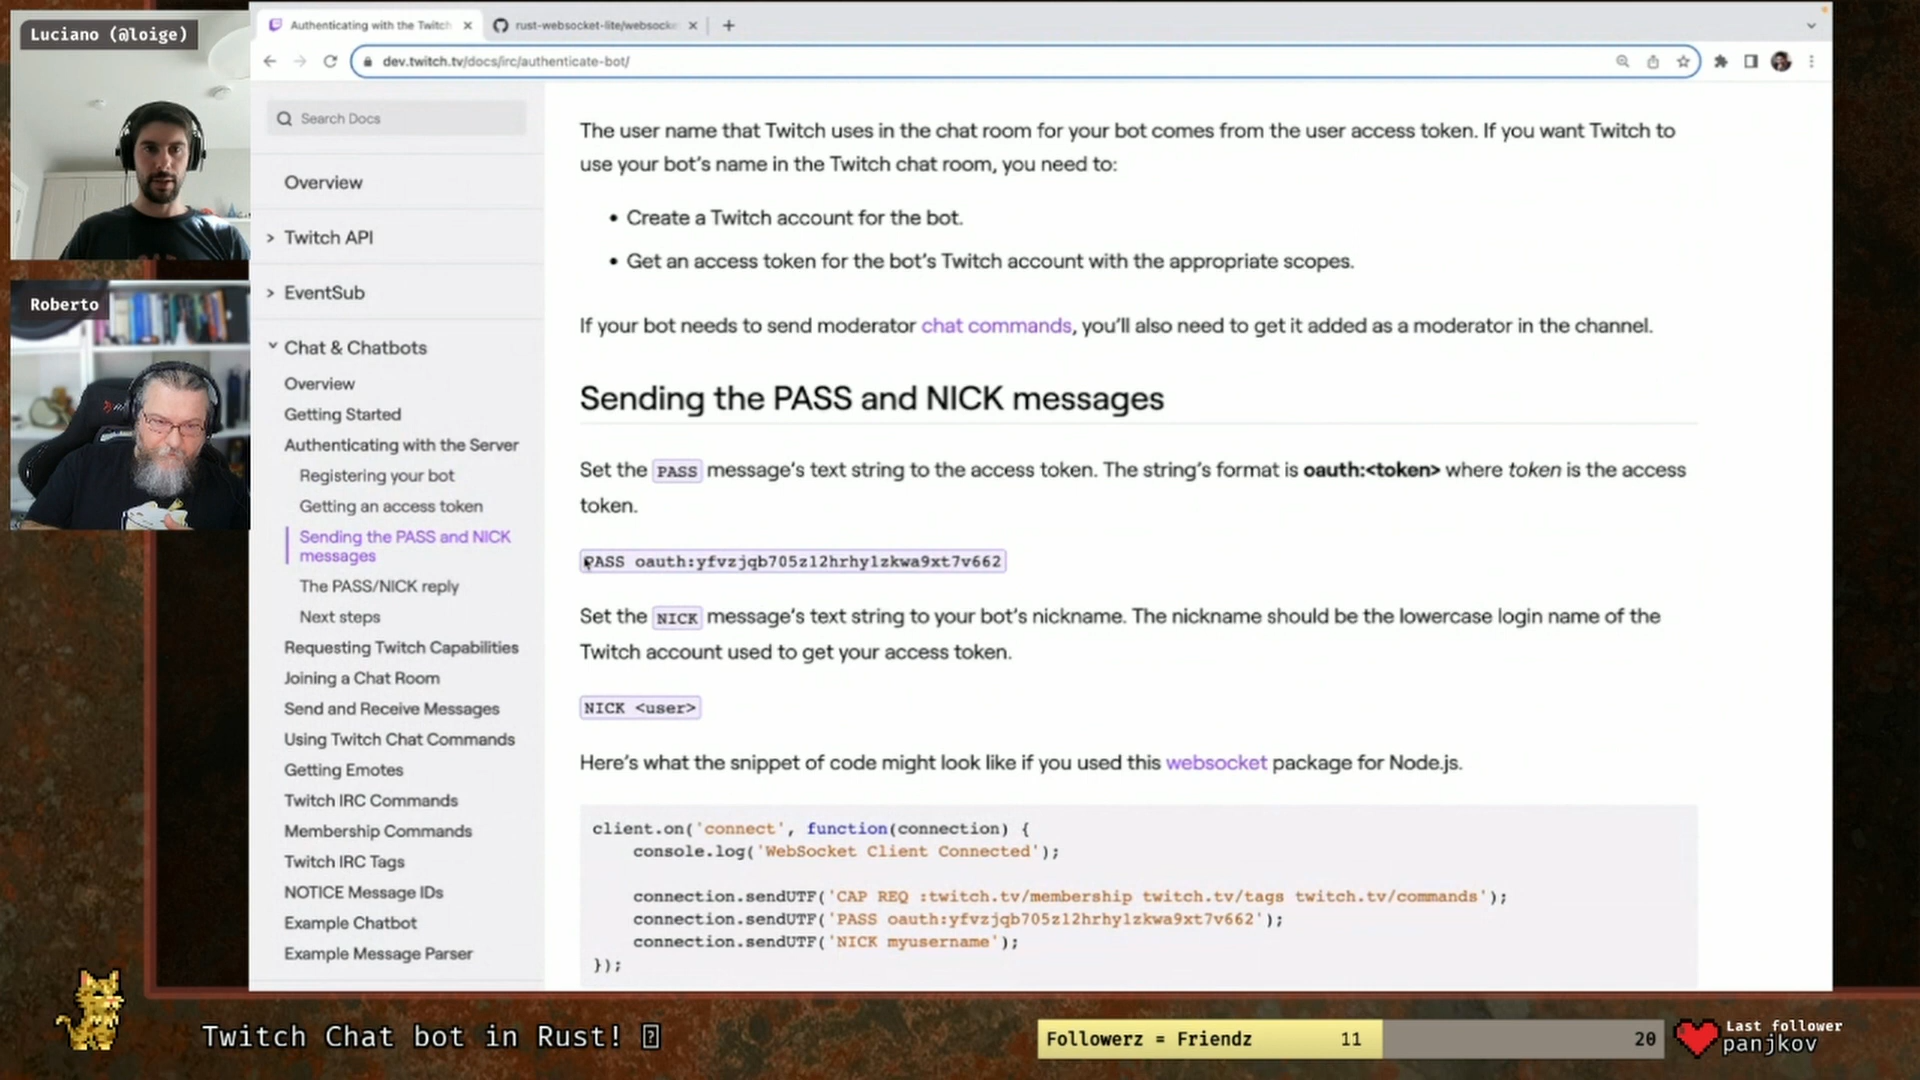 Luciano (@loige)
Roberto
Authenticating with the Twitch
rust-websocket-lite/websocke
dev.twitch.tv/docs/irc/authenticate-bot/
Search Docs
Overview
Twitch API
EventSub
Chat & Chatbots
Overview
Getting Started
Authenticating with the Server
Registering your bot
Getting an access token
Sending the PASS and NICK
messages
The PASS/NICK reply
Next steps
Requesting Twitch Capabilities
Joining a Chat Room
Send and Receive Messages
Using Twitch Chat Commands
Getting Emotes
Twitch IRC Commands
Membership Commands
Twitch IRC Tags
NOTICE Message IDs
Example Chatbot
Example Message Parser
The user name that Twitch uses in the chat room for your bot comes from the user access token. If you want Twitch to
use your bot's name in the Twitch chat room, you need to:
• Create a Twitch account for the bot.
• Get an access token for the bot's Twitch account with the appropriate scopes.
If your bot needs to send moderator chat commands, you'll also need to get it added as a moderator in the channel.
Sending the PASS and NICK messages
Set the PASS message's text string to the access token. The string's format is oauth:<token> where token is the access
token.
PASS oauth:yfvzjqb705z12hrhy1zkwa9xt7v662
Set the NICK message's text string to your bot's nickname. The nickname should be the lowercase login name of the
Twitch account used to get your access token.
NICK <user>
Here's what the snippet of code might look like if you used this websocket package for Node.js.
client.on('connect', function(connection) {
console.log('WebSocket Client Connected');
connection.sendUTF('CAP REQ :twitch.tv/membership twitch.tv/tags twitch.tv/commands');
connection.sendUTF('PASS oauth:yfvzjqb705z12hrhy1zkwa9xt7v662');
connection.sendUTF('NICK myusername');
});
Twitch Chat bot in Rust!
Followerz = Friendz 11 20
Last follower
panjkov